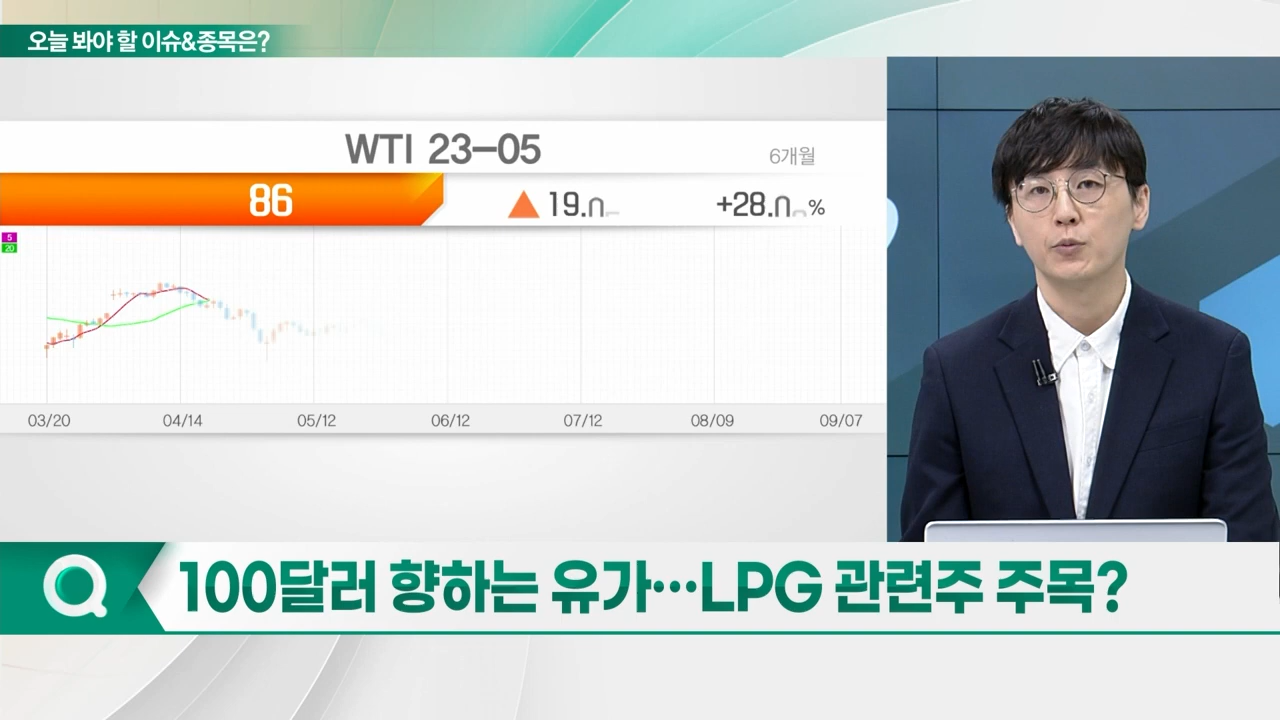 오늘 봐야 할 이슈&종목은?
WTI 23-05
6개월
86
5
20
03/20 04/14 05/12 06/12 07/12 08/09 09/07
100달러 향하는 유가…LPG 관련주 주목?